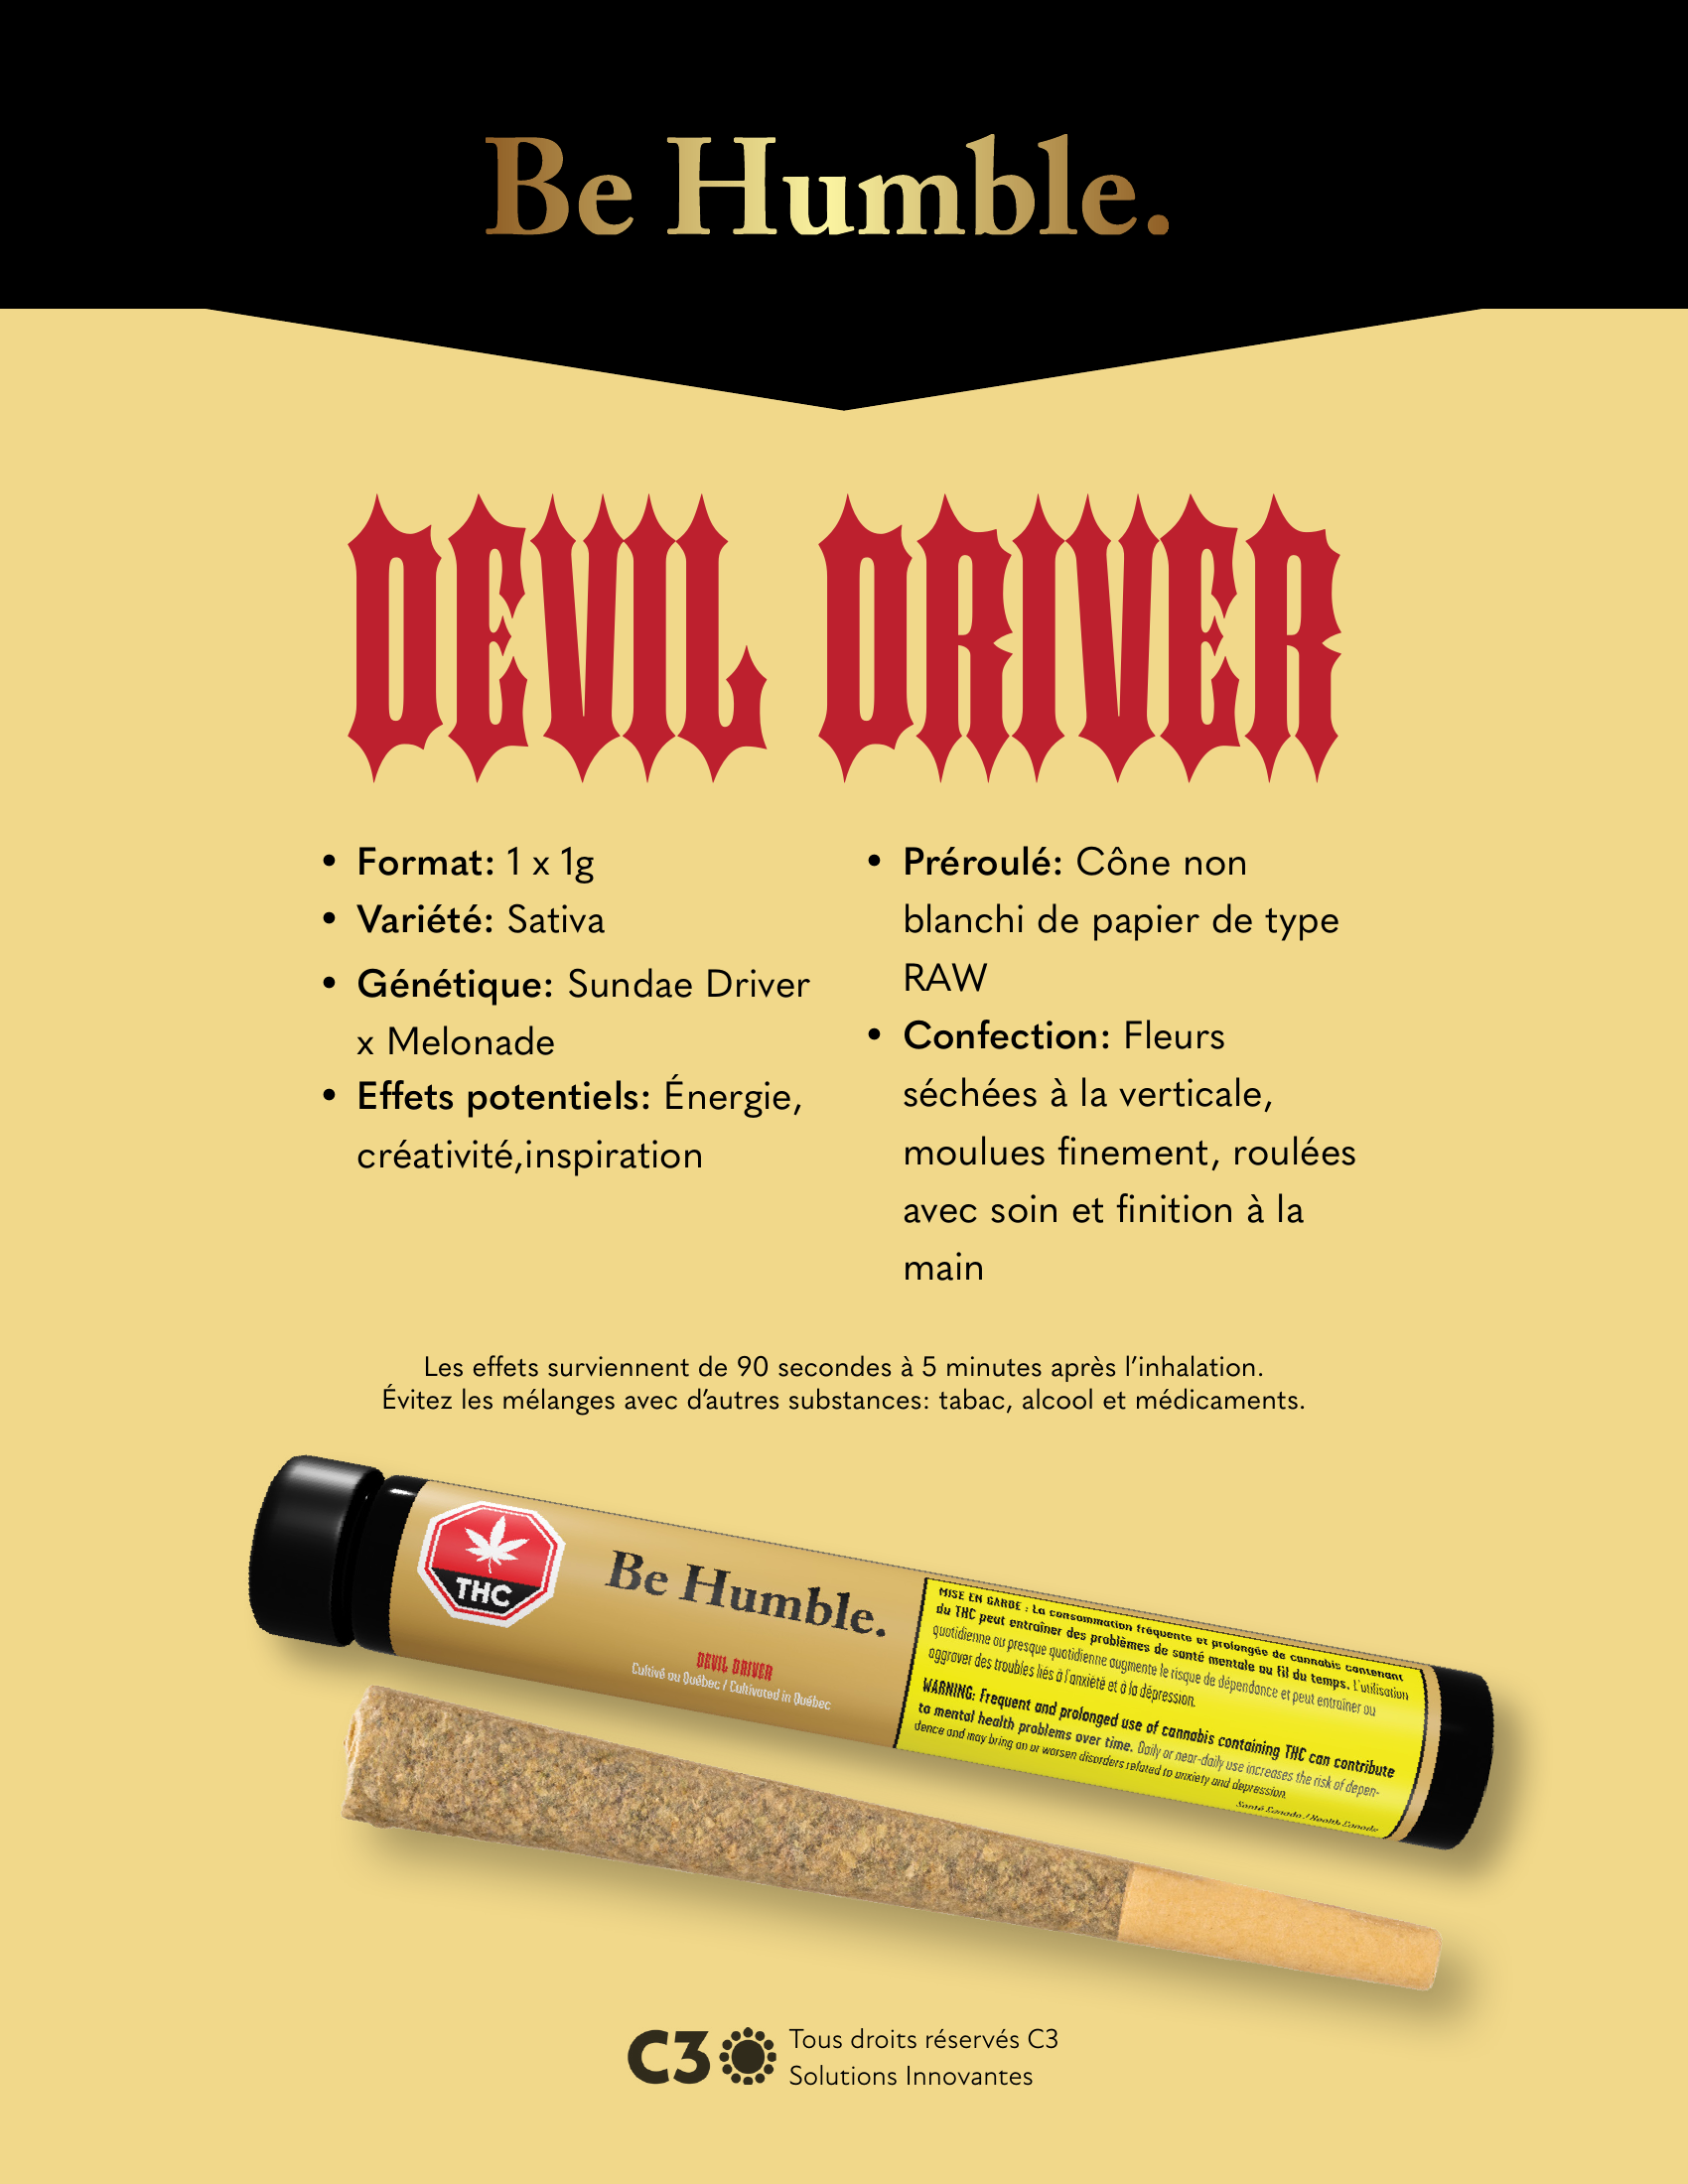 Be Humble.
DEVIL DRIVER
• Format: 1 x 1g
• Variété: Sativa
• Génétique: Sundae Driver
x Melonade
• Effets potentiels: Énergie,
créativité,inspiration
• Préroulé: Cône non
blanchi de papier de type
RAW
• Confection: Fleurs
séchées à la verticale,
moulues finement, roulées
avec soin et finition à la
main
Les effets surviennent de 90 secondes à 5 minutes après l’inhalation.
Évitez les mélanges avec d’autres substances: tabac, alcool et médicaments.
THC
Be Humble.
DEVIL DRIVER
Cultivé au Québec / Cultivated in Québec
MISE EN GARDE : La consommation fréquente et prolongée de cannabis contenant
du THC peut entraîner des problèmes de santé mentale au fil du temps. L'utilisation
quotidienne ou presque quotidienne augmente le risque de dépendance et peut entraîner ou
aggraver des troubles liés à l'anxiété et à la dépression.
WARNING: Frequent and prolonged use of cannabis containing THC can contribute
to mental health problems over time. Daily or near-daily use increases the risk of depen-
dence and may bring on or worsen disorders related to anxiety and depression.
Santé Canada / Health Canada
C3
Tous droits réservés C3
Solutions Innovantes